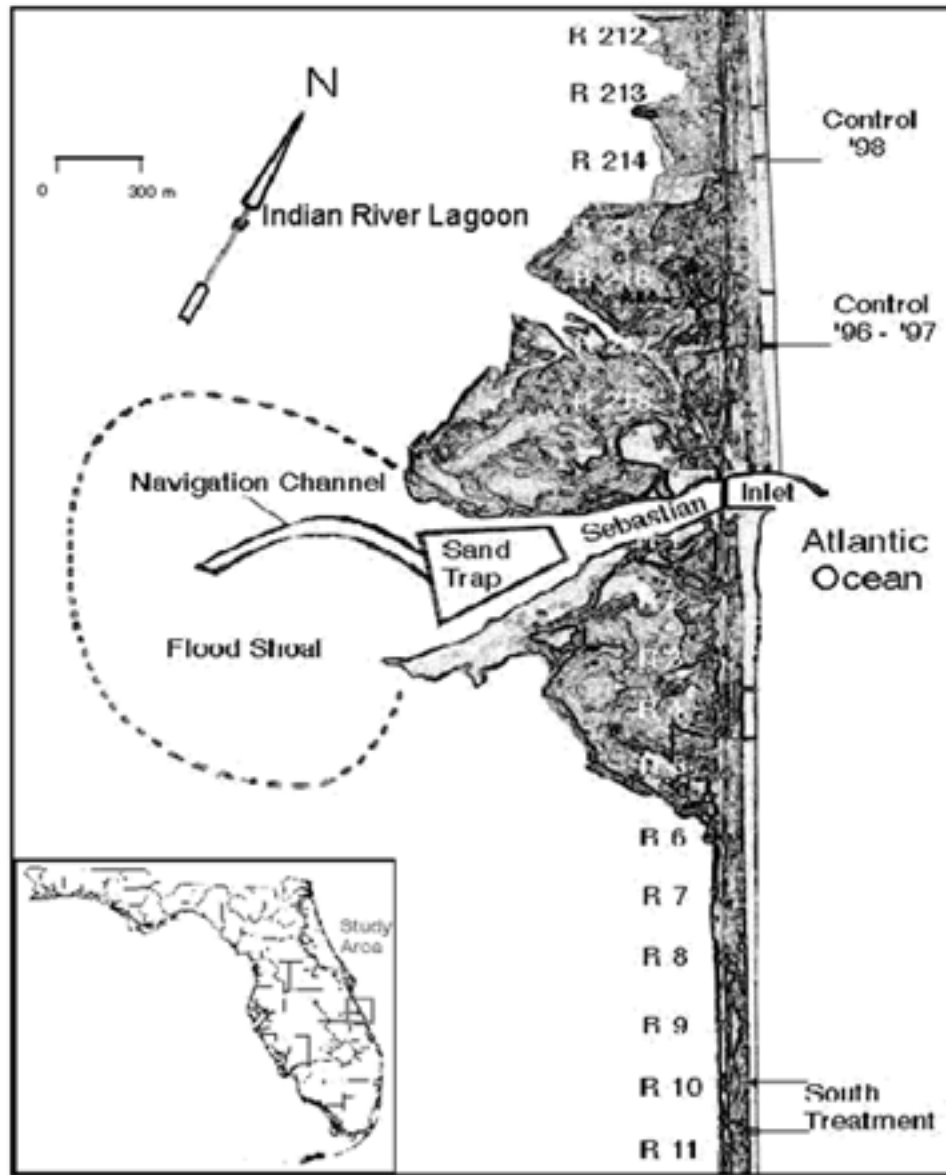 R 212
N
R 213
Control
'98
0 300 m
R 214
Indian River Lagoon
Control
'96 - '97
Navigation Channel
Inlet
Sebastian
Sand
Trap
Atlantic
Ocean
Flood Shoal
R 6
R 7
Study
Area
R 8
R 9
R 10
South
Treatment
R 11